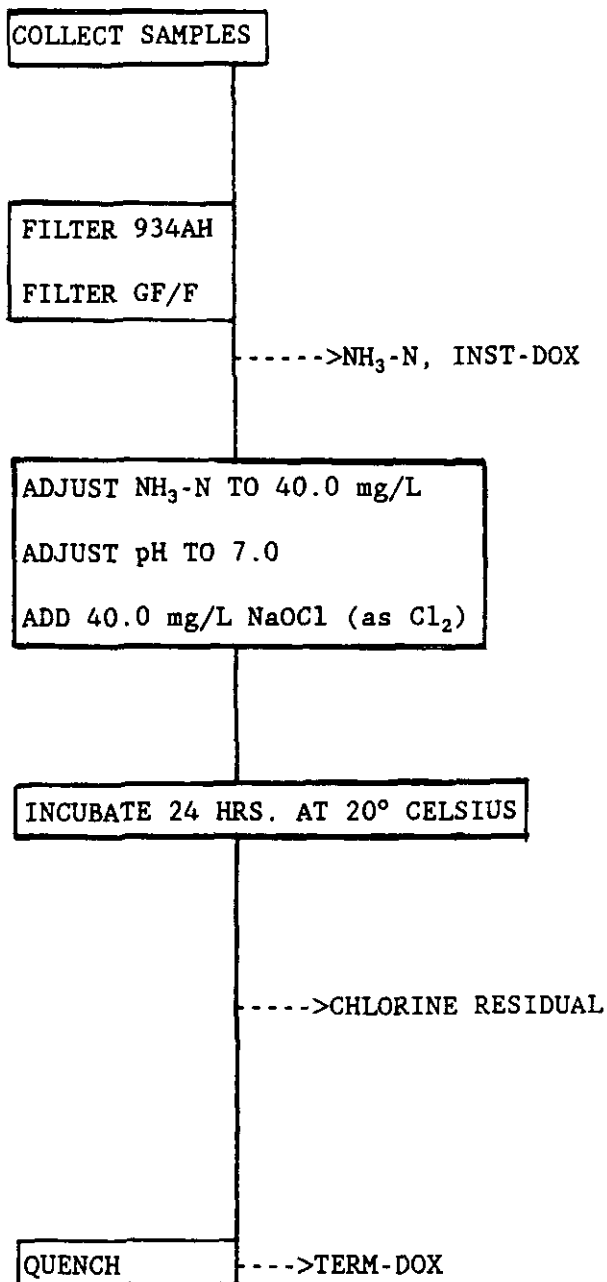 COLLECT SAMPLES
FILTER 934AH
FILTER GF/F
------>NH₃-N, INST-DOX
ADJUST NH₃-N TO 40.0 mg/L
ADJUST pH TO 7.0
ADD 40.0 mg/L NaOCl (as Cl₂)
INCUBATE 24 HRS. AT 20° CELSIUS
----->CHLORINE RESIDUAL
QUENCH ---->TERM-DOX